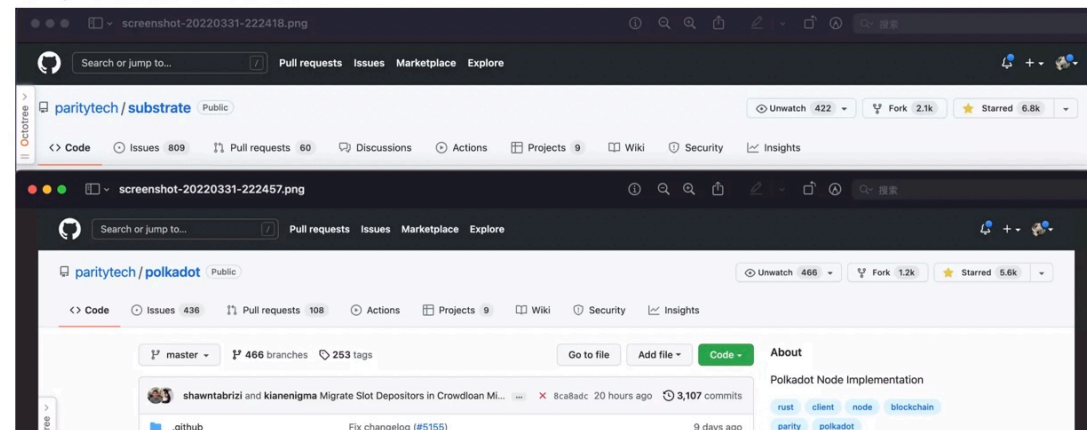 screenshot-20220331-222418.png 搜索
Search or jump to... / Pull requests Issues Marketplace Explore
paritytech / substrate Public Unwatch 422 Fork 2.1k Starred 6.8k
Octotree
<> Code Issues 809 Pull requests 60 Discussions Actions Projects 9 Wiki Security Insights
screenshot-20220331-222457.png 搜索
Search or jump to... / Pull requests Issues Marketplace Explore
paritytech / polkadot Public Unwatch 466 Fork 1.2k Starred 5.6k
<> Code Issues 436 Pull requests 108 Actions Projects 9 Wiki Security Insights
master 466 branches 253 tags Go to file Add file Code About
Polkadot Node Implementation
shawntabrizi and kianenigma Migrate Slot Depositors in Crowdloan Mi... ... 8ca8adc 20 hours ago 3,107 commits
rust client node blockchain
.github Fix changelog (#5155) 9 days ago parity polkadot